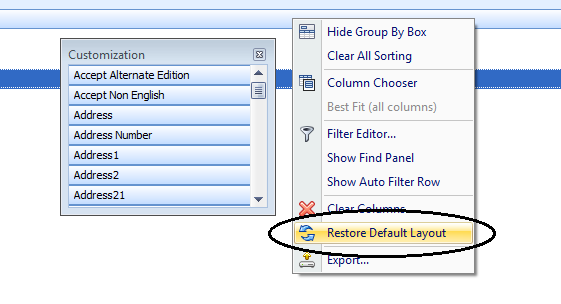 Customization
Accept Alternate Edition
Accept Non English
Address
Address Number
Address1
Address2
Address21
Hide Group By Box
Clear All Sorting
Column Chooser
Best Fit (all columns)
Filter Editor...
Show Find Panel
Show Auto Filter Row
Clear Columns
Restore Default Layout
Export...